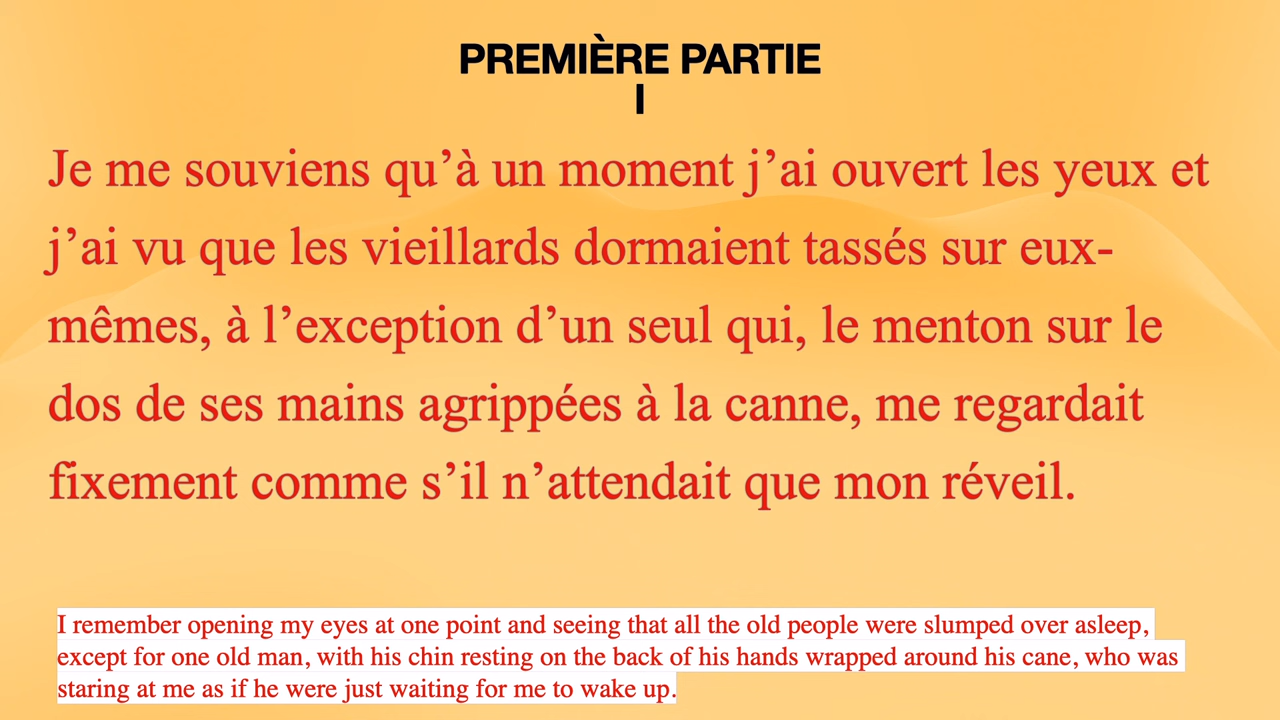 PREMIÈRE PARTIE
I
Je me souviens qu’à un moment j’ai ouvert les yeux et
j’ai vu que les vieillards dormaient tassés sur eux-
mêmes, à l’exception d’un seul qui, le menton sur le
dos de ses mains agrippées à la canne, me regardait
fixement comme s’il n’attendait que mon réveil.
I remember opening my eyes at one point and seeing that all the old people were slumped over asleep,
except for one old man, with his chin resting on the back of his hands wrapped around his cane, who was
staring at me as if he were just waiting for me to wake up.